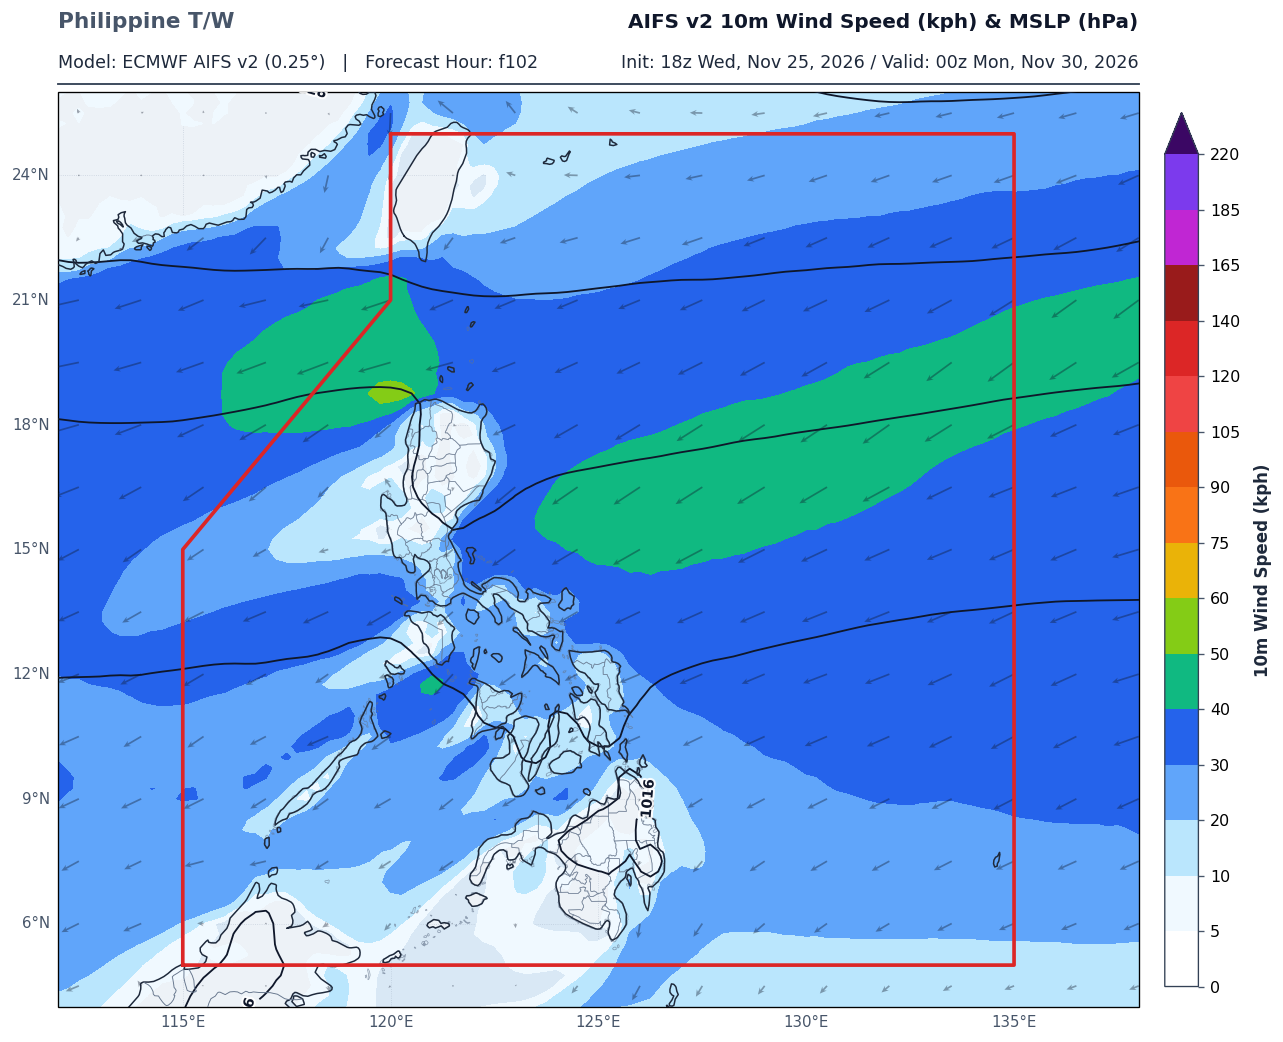 Philippine T/W
AIFS v2 10m Wind Speed (kph) & MSLP (hPa)
Model: ECMWF AIFS v2 (0.25°) | Forecast Hour: f102
Init: 18z Wed, Nov 25, 2026 / Valid: 00z Mon, Nov 30, 2026
24°N
21°N
18°N
15°N
12°N
9°N
6°N
1016
115°E
120°E
125°E
130°E
135°E
220
185
165
140
120
105
90
75
60
50
40
30
20
10
5
0
10m Wind Speed (kph)